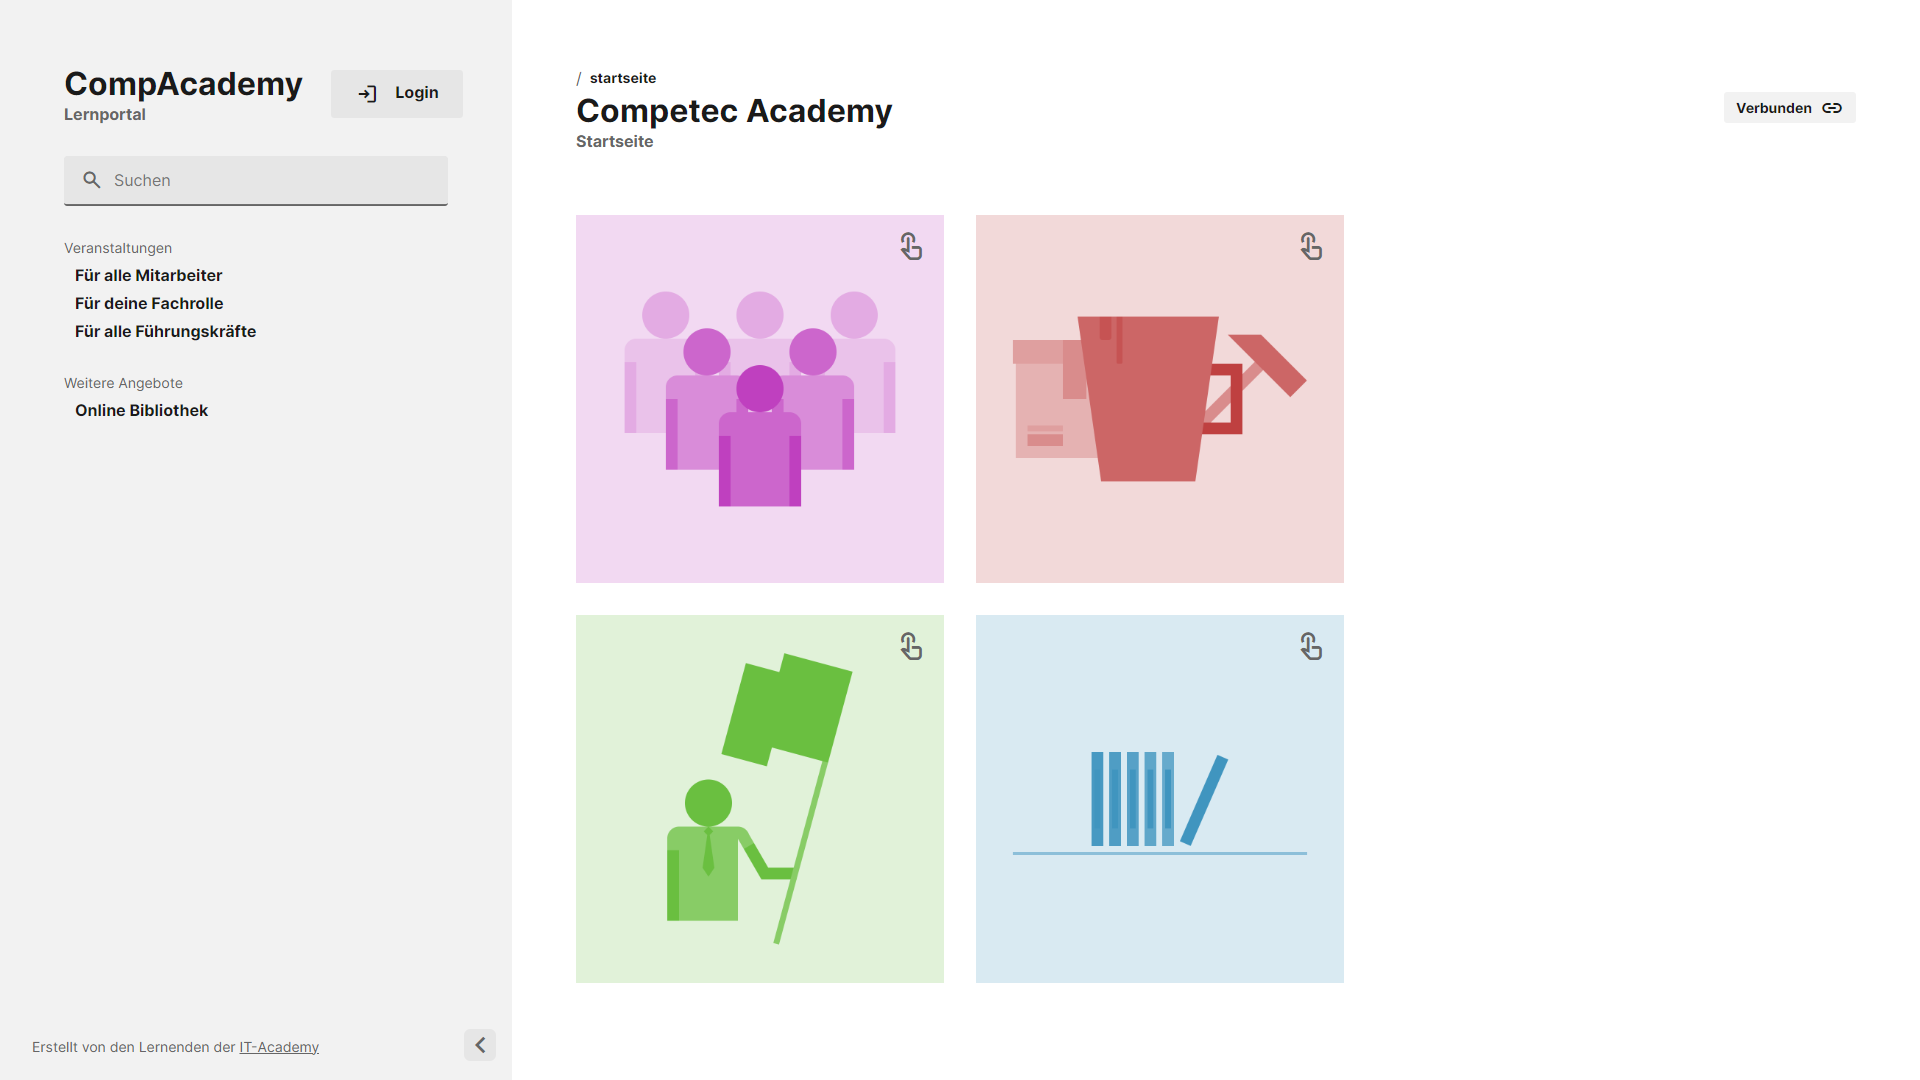 CompAcademy
Lernportal
Login
Suchen
Veranstaltungen
Für alle Mitarbeiter
Für deine Fachrolle
Für alle Führungskräfte
Weitere Angebote
Online Bibliothek
Erstellt von den Lernenden der IT-Academy
/ startseite
Competec Academy
Startseite
Verbunden